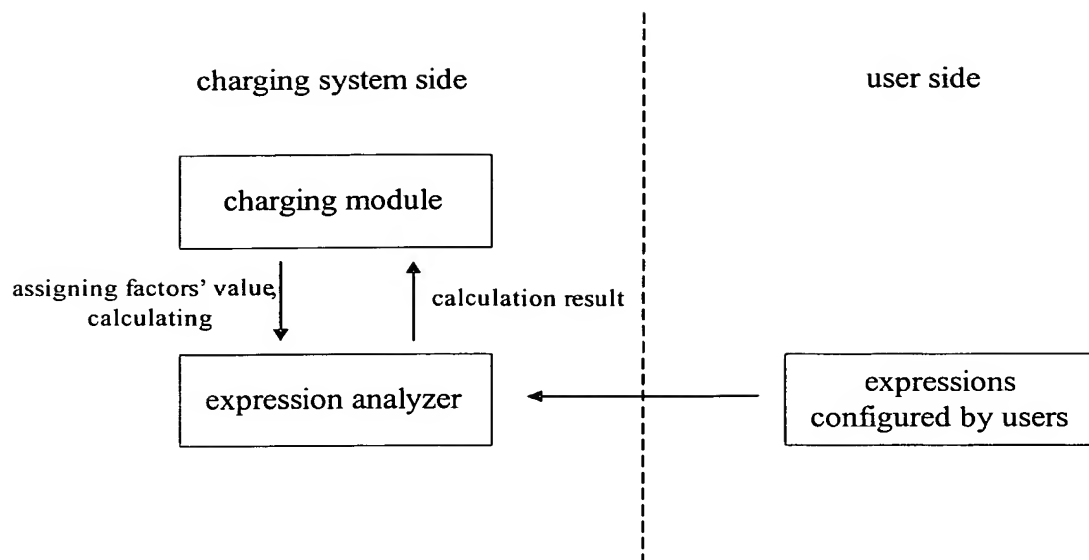 charging system side
user side
charging module
assigning factors' value,
calculating
calculation result
expression analyzer
expressions
configured by users